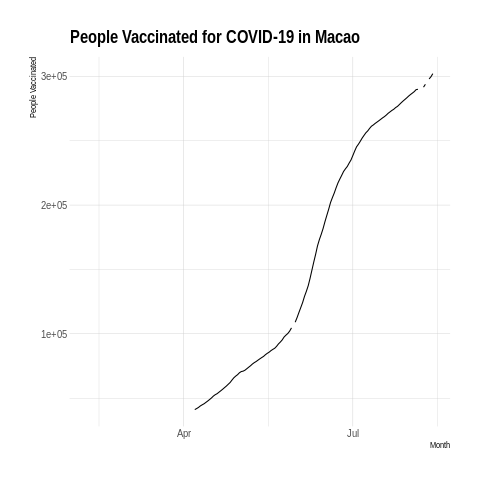 People Vaccinated for COVID-19 in Macao
People Vaccinated
3e+05
2e+05
1e+05
Apr
Jul
Month